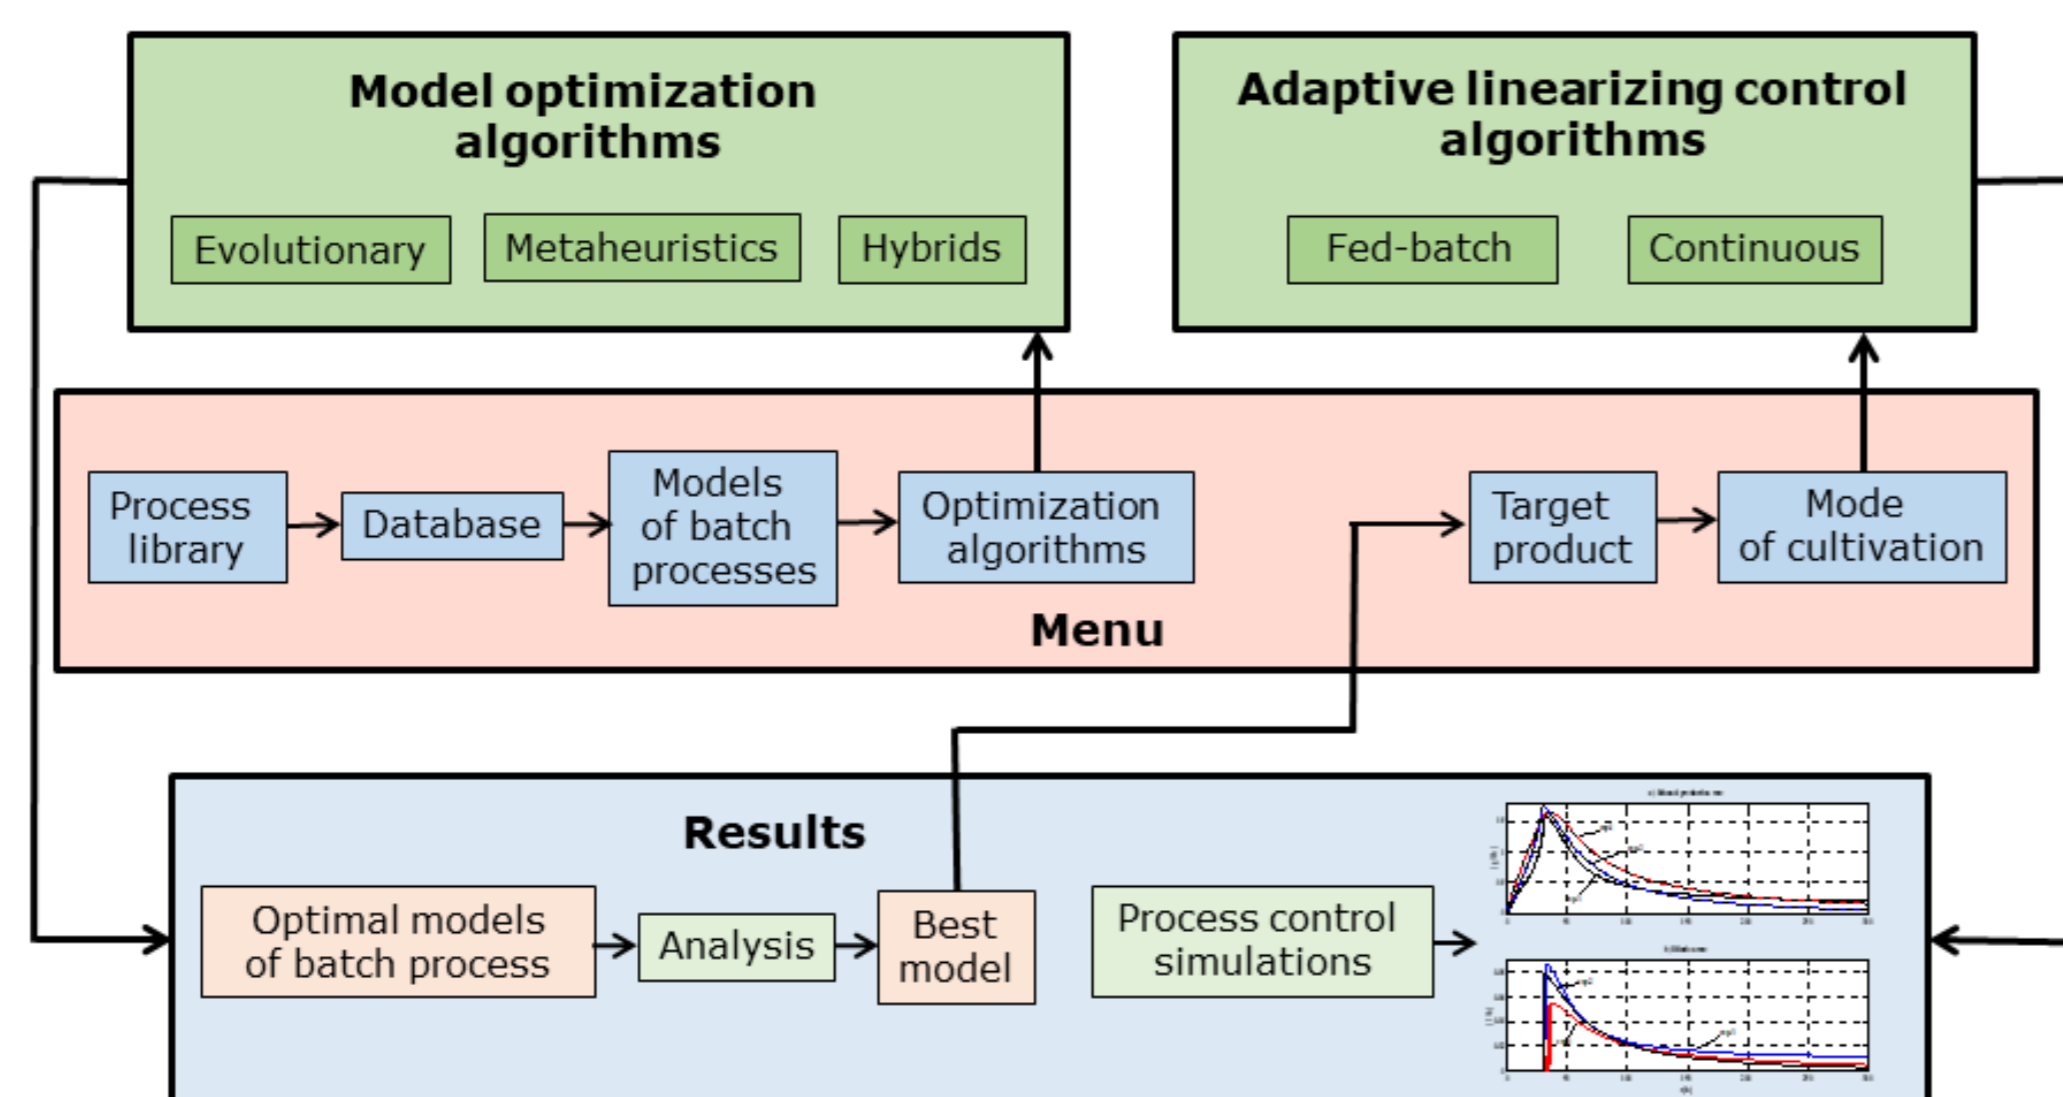 Model optimization
algorithms
Evolutionary
Metaheuristics
Hybrids
Adaptive linearizing control
algorithms
Fed-batch
Continuous
Process
library
Database
Models
of batch
processes
Optimization
algorithms
Target
product
Mode
of cultivation
Menu
Results
Optimal models
of batch process
Analysis
Best
model
Process control
simulations